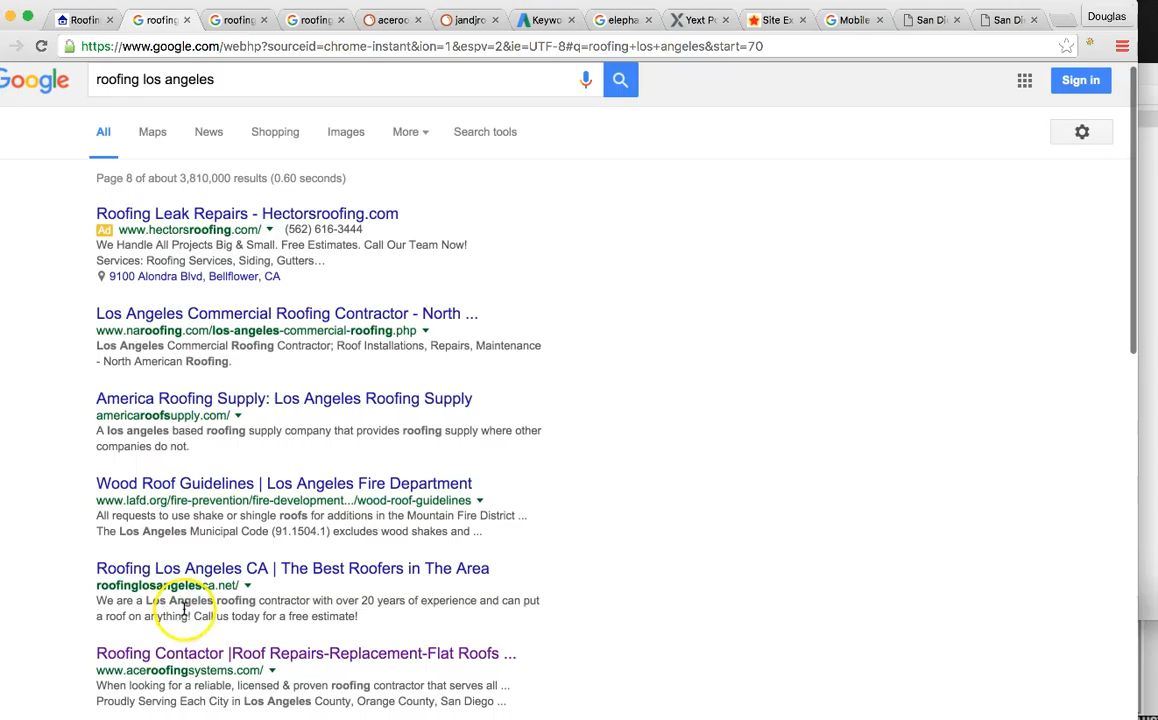 Roofin
roofing
roofing
roofing
aceroo
jandjro
Keywo
elepha
Yext P
Site Ex
Mobile
San Di
San Di
Douglas
https://www.google.com/webhp?sourceid=chrome-instant&ion=1&espv=2&ie=UTF-8#q=roofing+los+angeles&start=70
Google
roofing los angeles
Sign in
All
Maps
News
Shopping
Images
More
Search tools
Page 8 of about 3,810,000 results (0.60 seconds)
Roofing Leak Repairs - Hectorsroofing.com
Ad www.hectorsroofing.com/ (562) 616-3444
We Handle All Projects Big & Small. Free Estimates. Call Our Team Now!
Services: Roofing Services, Siding, Gutters…
9100 Alondra Blvd, Bellflower, CA
Los Angeles Commercial Roofing Contractor - North ...
www.naroofing.com/los-angeles-commercial-roofing.php
Los Angeles Commercial Roofing Contractor; Roof Installations, Repairs, Maintenance
- North American Roofing.
America Roofing Supply: Los Angeles Roofing Supply
americaroofsupply.com/
A los angeles based roofing supply company that provides roofing supply where other
companies do not.
Wood Roof Guidelines | Los Angeles Fire Department
www.lafd.org/fire-prevention/fire-development.../wood-roof-guidelines
All requests to use shake or shingle roofs for additions in the Mountain Fire District ...
The Los Angeles Municipal Code (91.1504.1) excludes wood shakes and ...
Roofing Los Angeles CA | The Best Roofers in The Area
roofinglosangelesca.net/
We are a Los Angeles roofing contractor with over 20 years of experience and can put
a roof on anything! Call us today for a free estimate!
Roofing Contactor |Roof Repairs-Replacement-Flat Roofs ...
www.aceroofingsystems.com/
When looking for a reliable, licensed & proven roofing contractor that serves all ...
Proudly Serving Each City in Los Angeles County, Orange County, San Diego ...